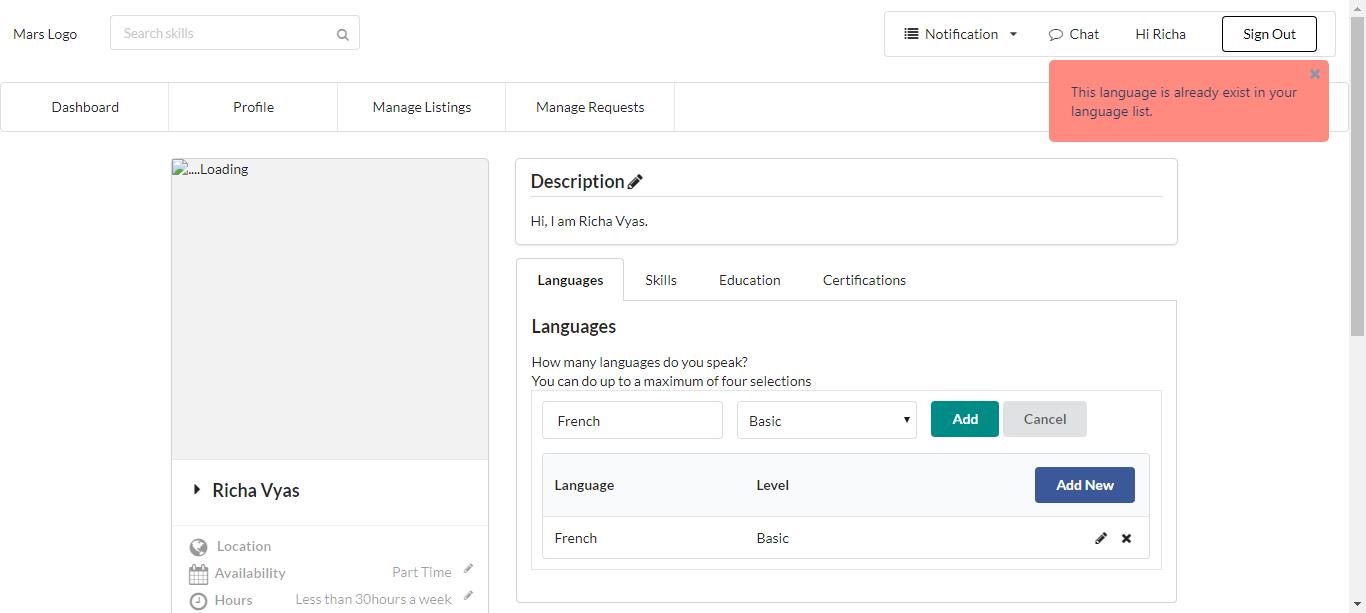 Mars Logo
Search skills
Notification
Chat
Hi Richa
Sign Out
This language is already exist in your
language list.
Dashboard
Profile
Manage Listings
Manage Requests
....Loading
Richa Vyas
Location
Availability
Part Time
Hours
Less than 30hours a week
Description
Hi, I am Richa Vyas.
Languages
Skills
Education
Certifications
Languages
How many languages do you speak?
You can do up to a maximum of four selections
French
Basic
Add
Cancel
Language
Level
Add New
French
Basic